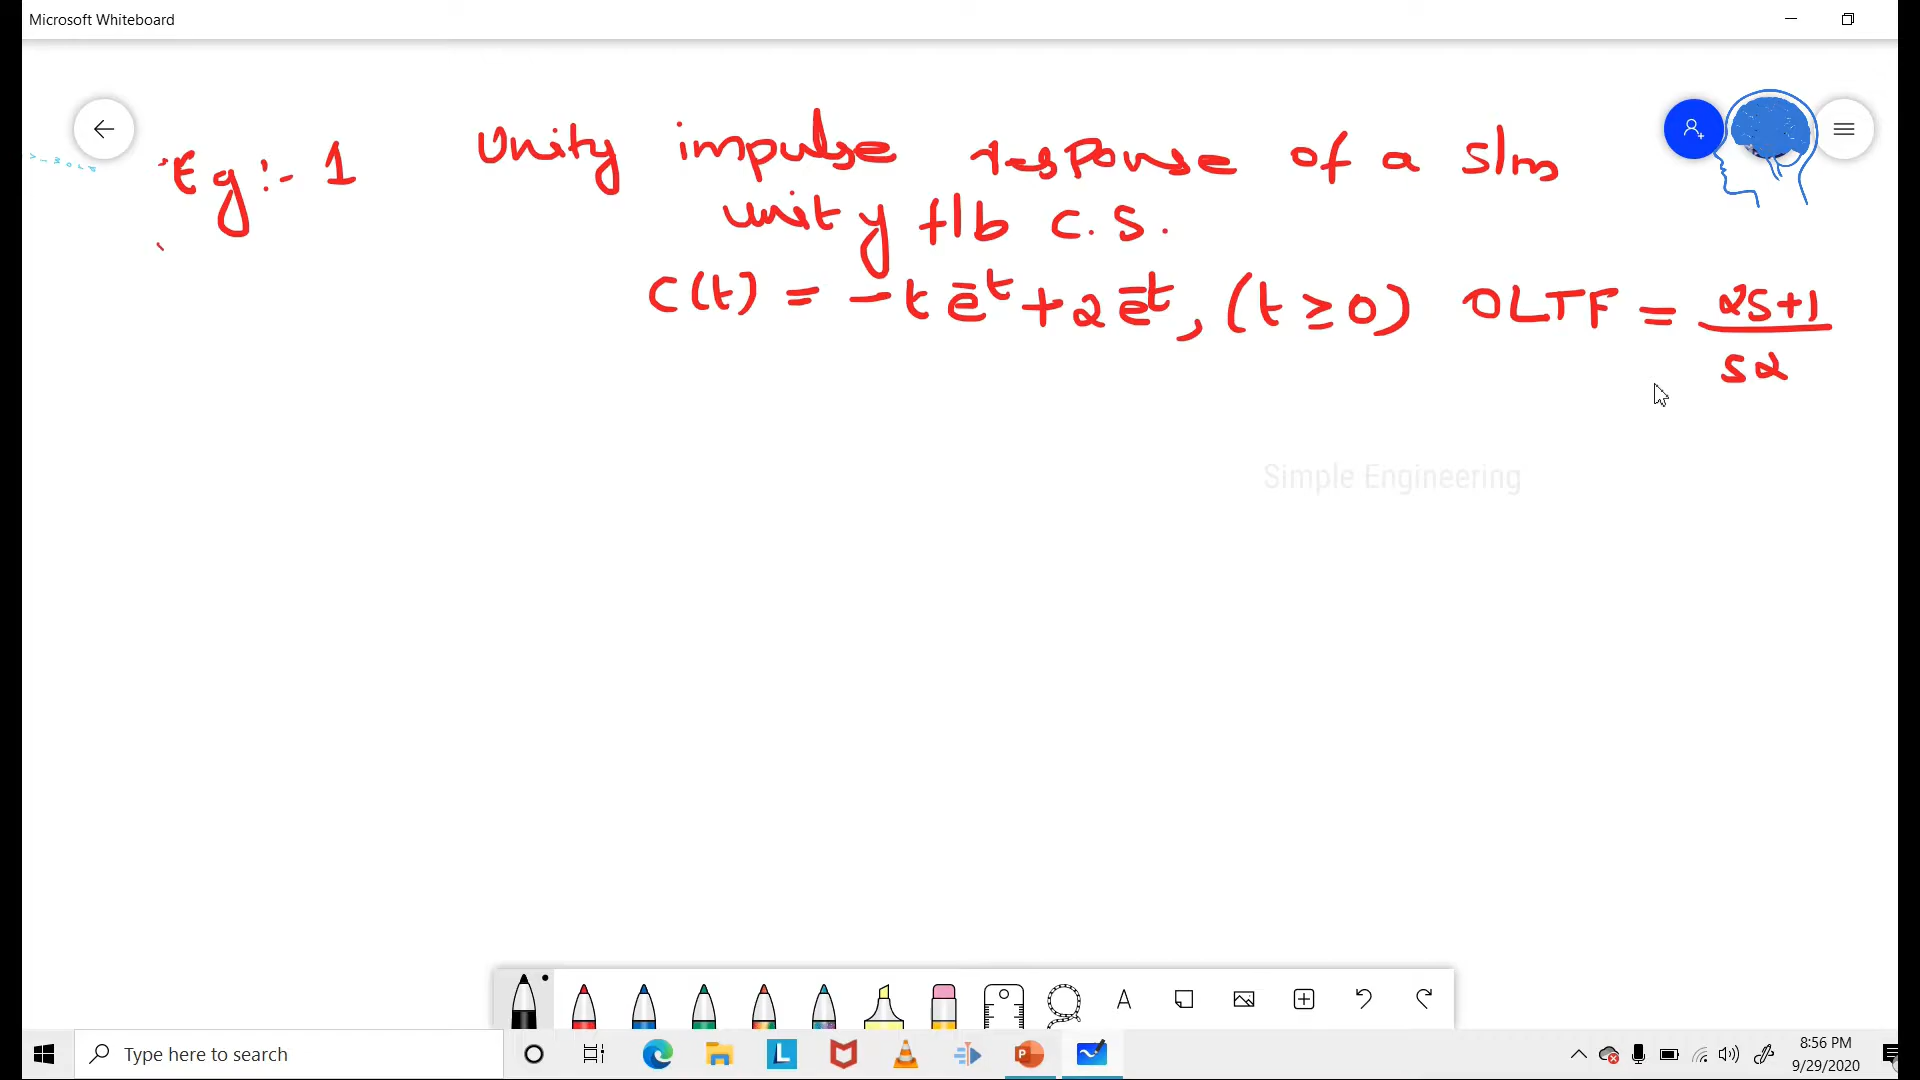 Microsoft Whiteboard
Eg:- 1 Unity impulse response of a s/m
unity f/b C.S.
C(t) = -t e^-t + 2 e^-t, (t ≥ 0) OLTF = 2S+1 / S2
Simple Engineering
Type here to search
8:56 PM
9/29/2020